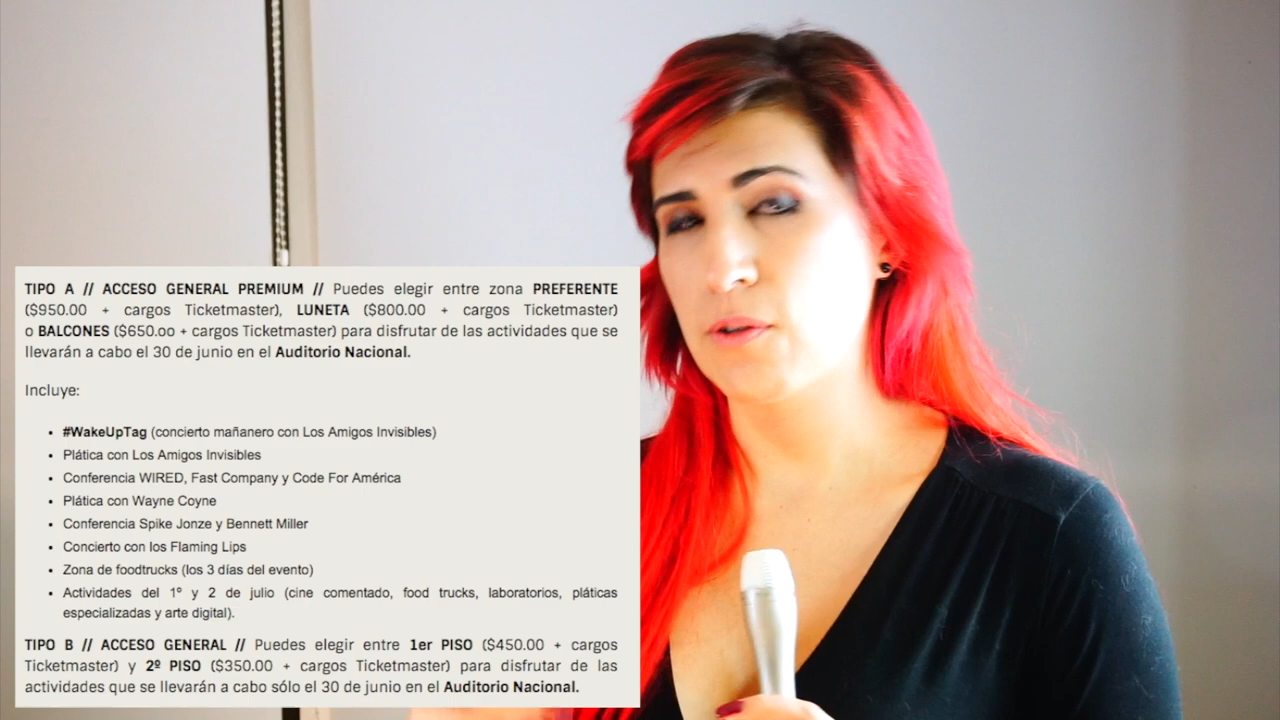 TIPO A // ACCESO GENERAL PREMIUM // Puedes elegir entre zona PREFERENTE
($950.00 + cargos Ticketmaster), LUNETA ($800.00 + cargos Ticketmaster)
o BALCONES ($650.oo + cargos Ticketmaster) para disfrutar de las actividades que se
llevarán a cabo el 30 de junio en el Auditorio Nacional.
Incluye:
• #WakeUpTag (concierto mañanero con Los Amigos Invisibles)
• Plática con Los Amigos Invisibles
• Conferencia WIRED, Fast Company y Code For América
• Plática con Wayne Coyne
• Conferencia Spike Jonze y Bennett Miller
• Concierto con los Flaming Lips
• Zona de foodtrucks (los 3 días del evento)
• Actividades del 1º y 2 de julio (cine comentado, food trucks, laboratorios, pláticas
especializadas y arte digital).
TIPO B // ACCESO GENERAL // Puedes elegir entre 1er PISO ($450.00 + cargos
Ticketmaster) y 2º PISO ($350.00 + cargos Ticketmaster) para disfrutar de las
actividades que se llevarán a cabo sólo el 30 de junio en el Auditorio Nacional.